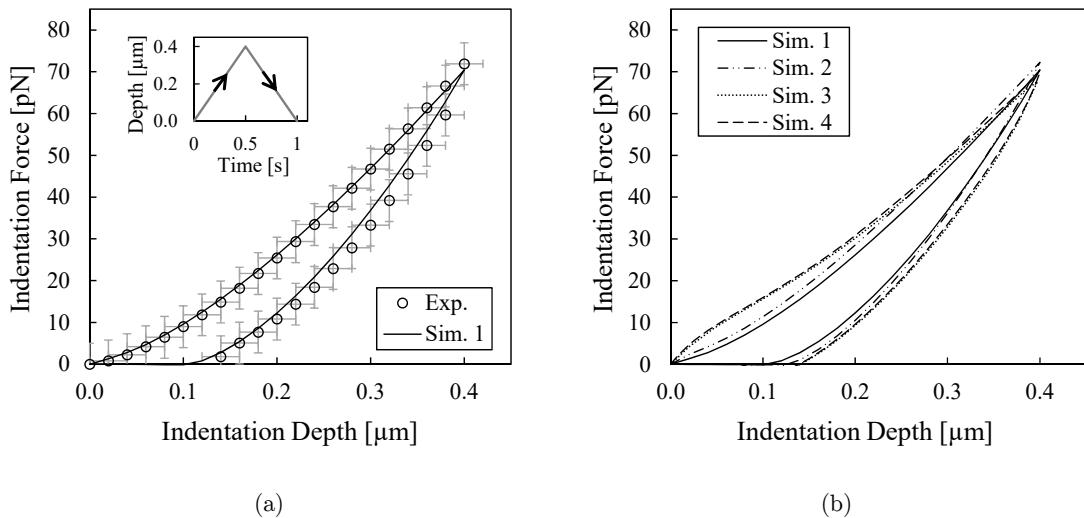 80
70
60
50
40
30
20
10
0
Indentation Force [pN]
0.0 0.1 0.2 0.3 0.4
Indentation Depth [µm]
Depth [µm]
0.4
0.2
0.0
0 0.5 1
Time [s]
Exp.
Sim. 1
(a)
80
70
60
50
40
30
20
10
0
Indentation Force [pN]
0.0 0.1 0.2 0.3 0.4
Indentation Depth [µm]
Sim. 1
Sim. 2
Sim. 3
Sim. 4
(b)